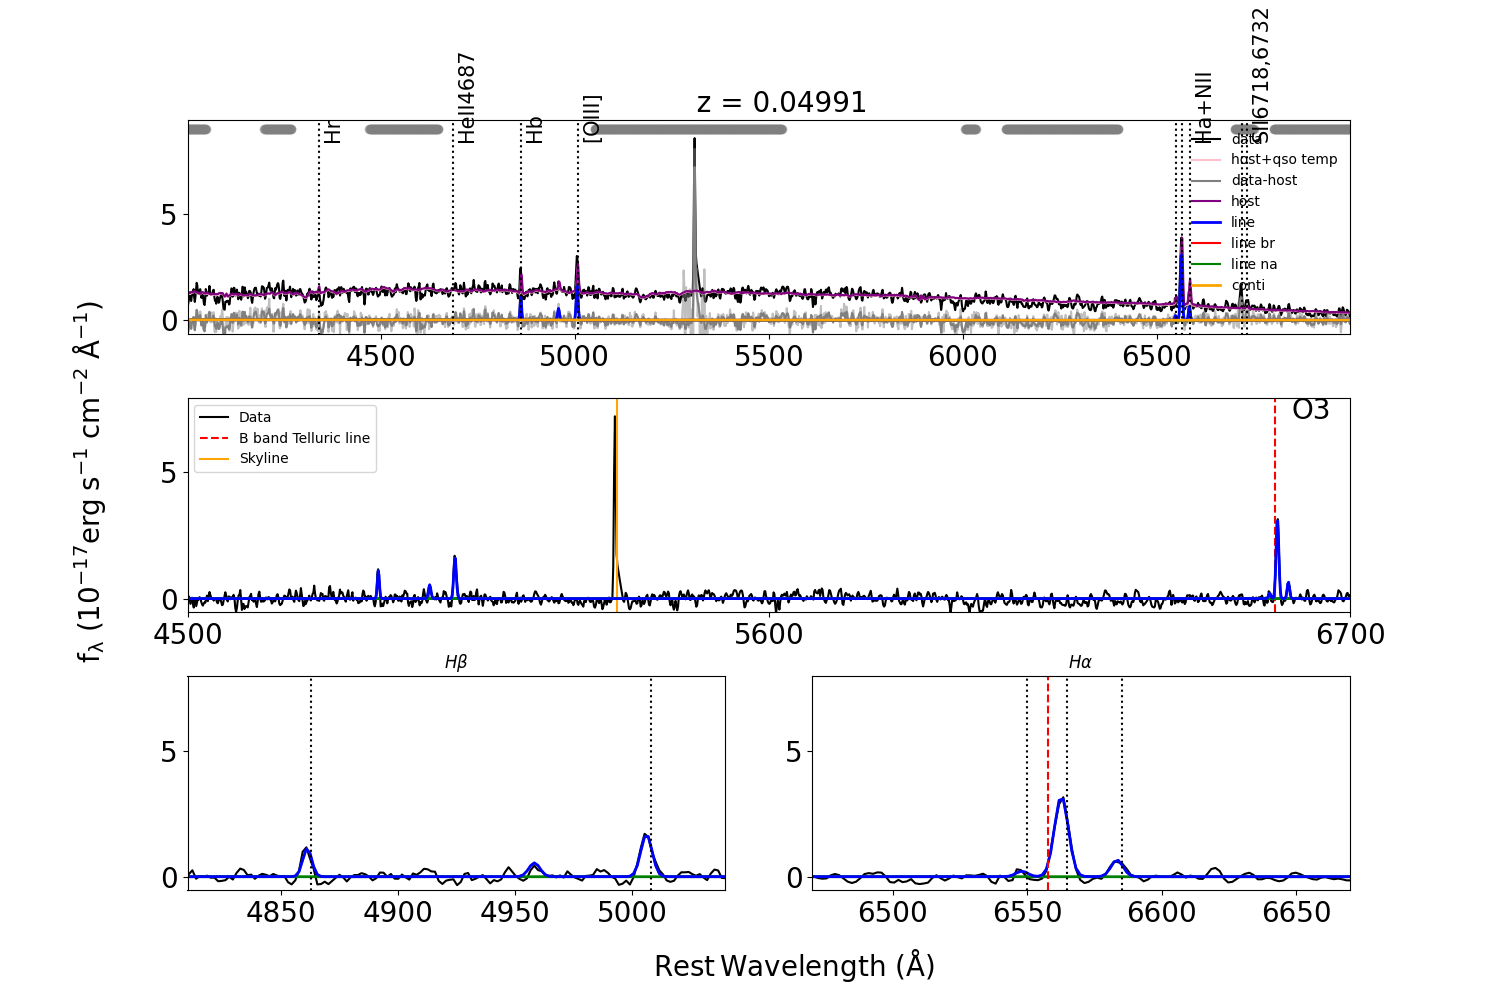 z = 0.04991
Hr
HeII4687
Hb
[OIII]
Ha+NII
SII6718,6732
data
host+qso temp
data-host
host
line
line br
line na
conti
5
0
4500
5000
5500
6000
6500
fλ (10⁻¹⁷erg s⁻¹ cm⁻² Å⁻¹)
Data
B band Telluric line
Skyline
O3
5
0
4500
5600
6700
Hβ
5
0
4850
4900
4950
5000
Hα
5
0
6500
6550
6600
6650
Rest Wavelength (Å)